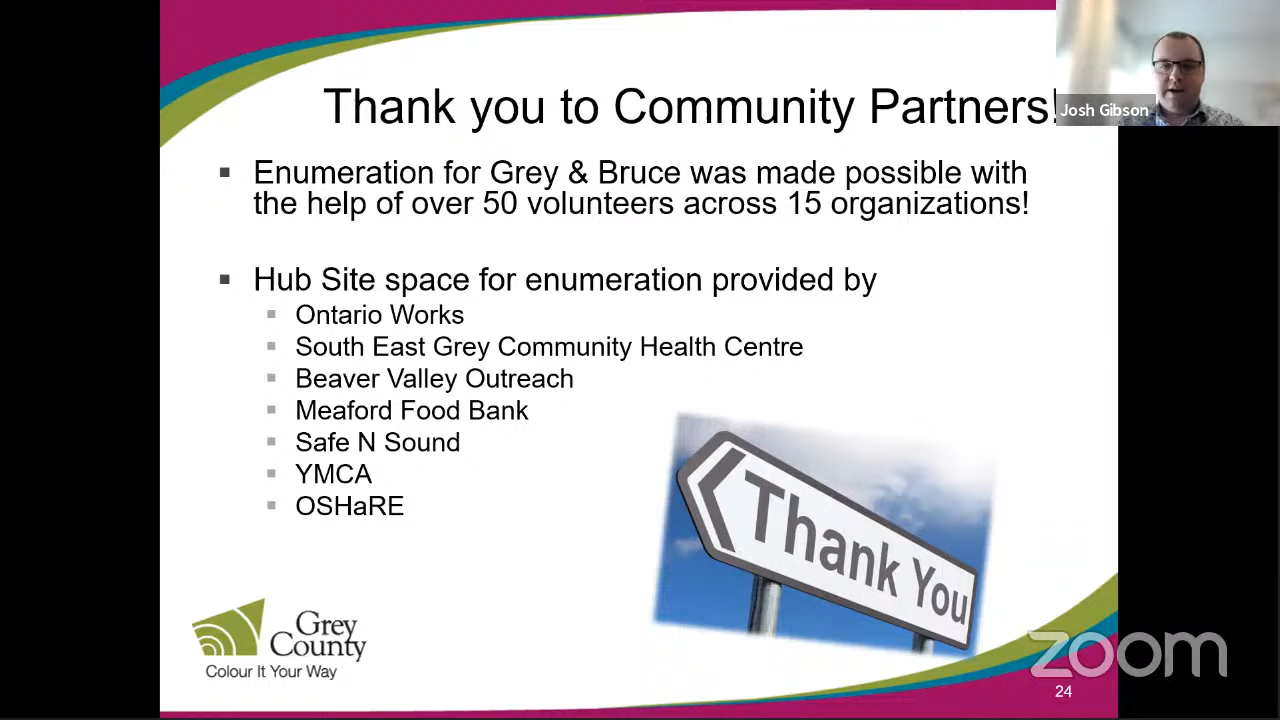 Thank you to Community Partners!
Josh Gibson
▪ Enumeration for Grey & Bruce was made possible with
the help of over 50 volunteers across 15 organizations!
▪ Hub Site space for enumeration provided by
▪ Ontario Works
▪ South East Grey Community Health Centre
▪ Beaver Valley Outreach
▪ Meaford Food Bank
▪ Safe N Sound
▪ YMCA
▪ OSHaRE
Thank You
Grey
County
Colour It Your Way
zoom
24